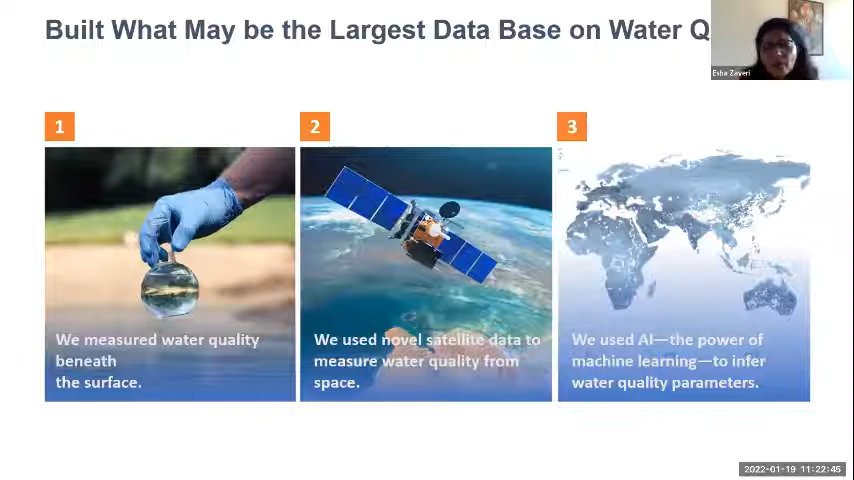 Built What May be the Largest Data Base on Water Q
Esha Zaveri
1
2
3
We measured water quality
beneath
the surface.
We used novel satellite data to
measure water quality from
space.
We used AI—the power of
machine learning—to infer
water quality parameters.
2022-01-19 11:22:45